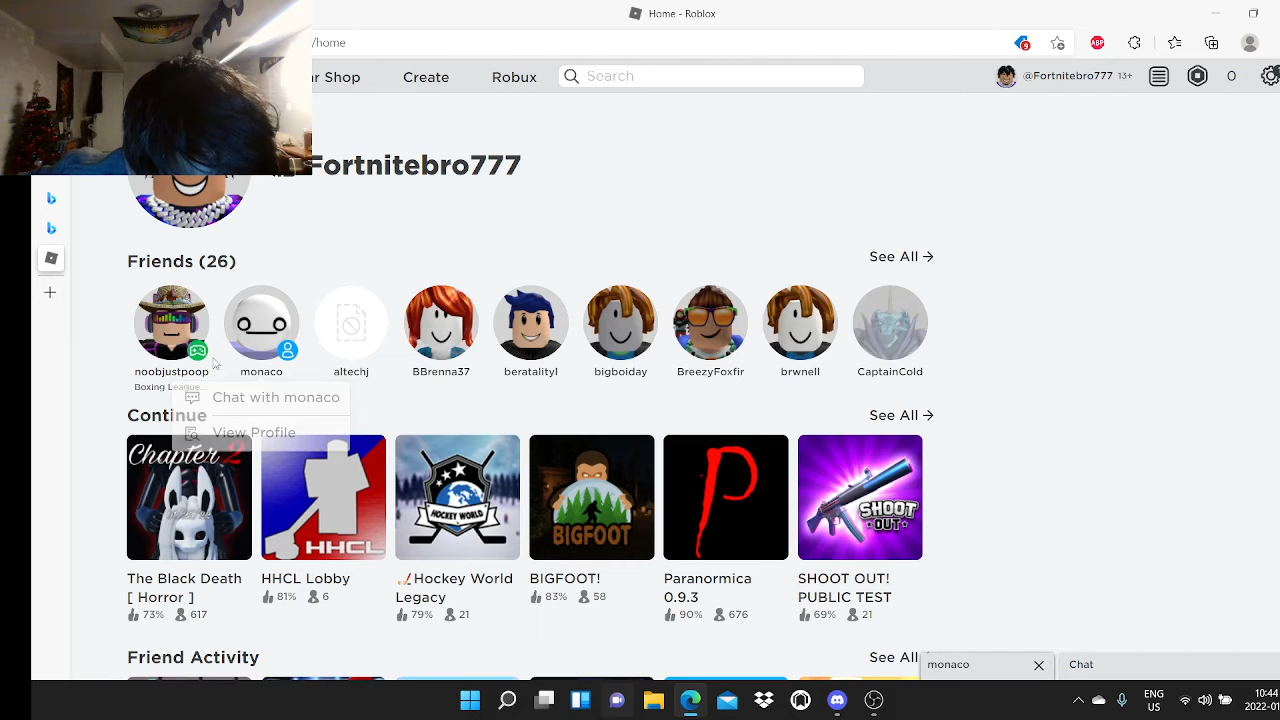 Home - Roblox
/home
ar Shop
Create
Robux
Search
@Fortnitebro777
13+
0
Fortnitebro777
Friends (26)
See All →
noobjustpoop
monaco
altechj
BBrenna37
beratalityl
bigboiday
BreezyFoxfir
brwnell
CaptainCold
Boxing League...
Chat with monaco
View Profile
Continue
See All →
Chapter 2
HHCL
HOCKEY WORLD
BIGFOOT
P
SHOOT OUT
The Black Death [ Horror ]
73% 617
HHCL Lobby
81% 6
Hockey World Legacy
79% 21
BIGFOOT!
83% 58
Paranormica 0.9.3
90% 676
SHOOT OUT! PUBLIC TEST
69% 21
Friend Activity
See All
monaco
Chat
ENG
US
10:44
2022-0